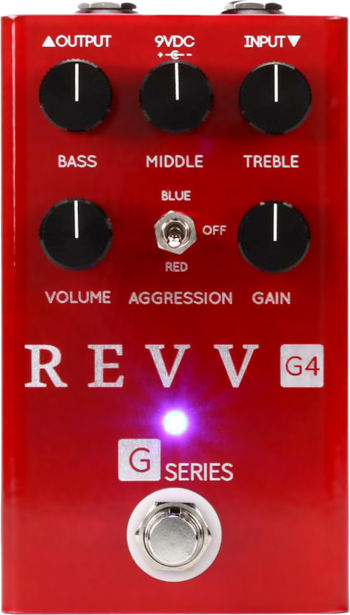 ▲OUTPUT 9VDC INPUT▼
BASS MIDDLE TREBLE
BLUE
OFF
RED
VOLUME AGGRESSION GAIN
REVV G4
G SERIES